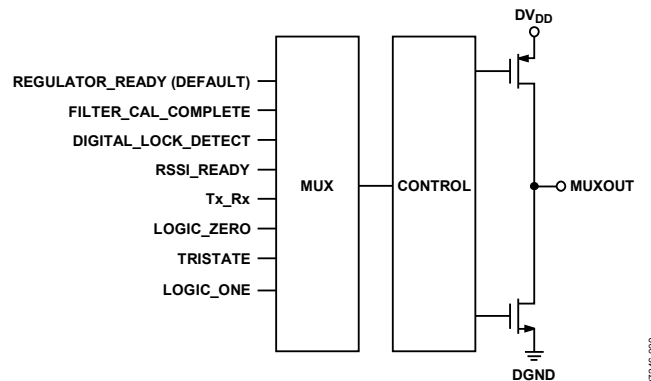 DVDD
REGULATOR_READY (DEFAULT)
FILTER_CAL_COMPLETE
DIGITAL_LOCK_DETECT
RSSI_READY
Tx_Rx
LOGIC_ZERO
TRISTATE
LOGIC_ONE
MUX
CONTROL
MUXOUT
DGND